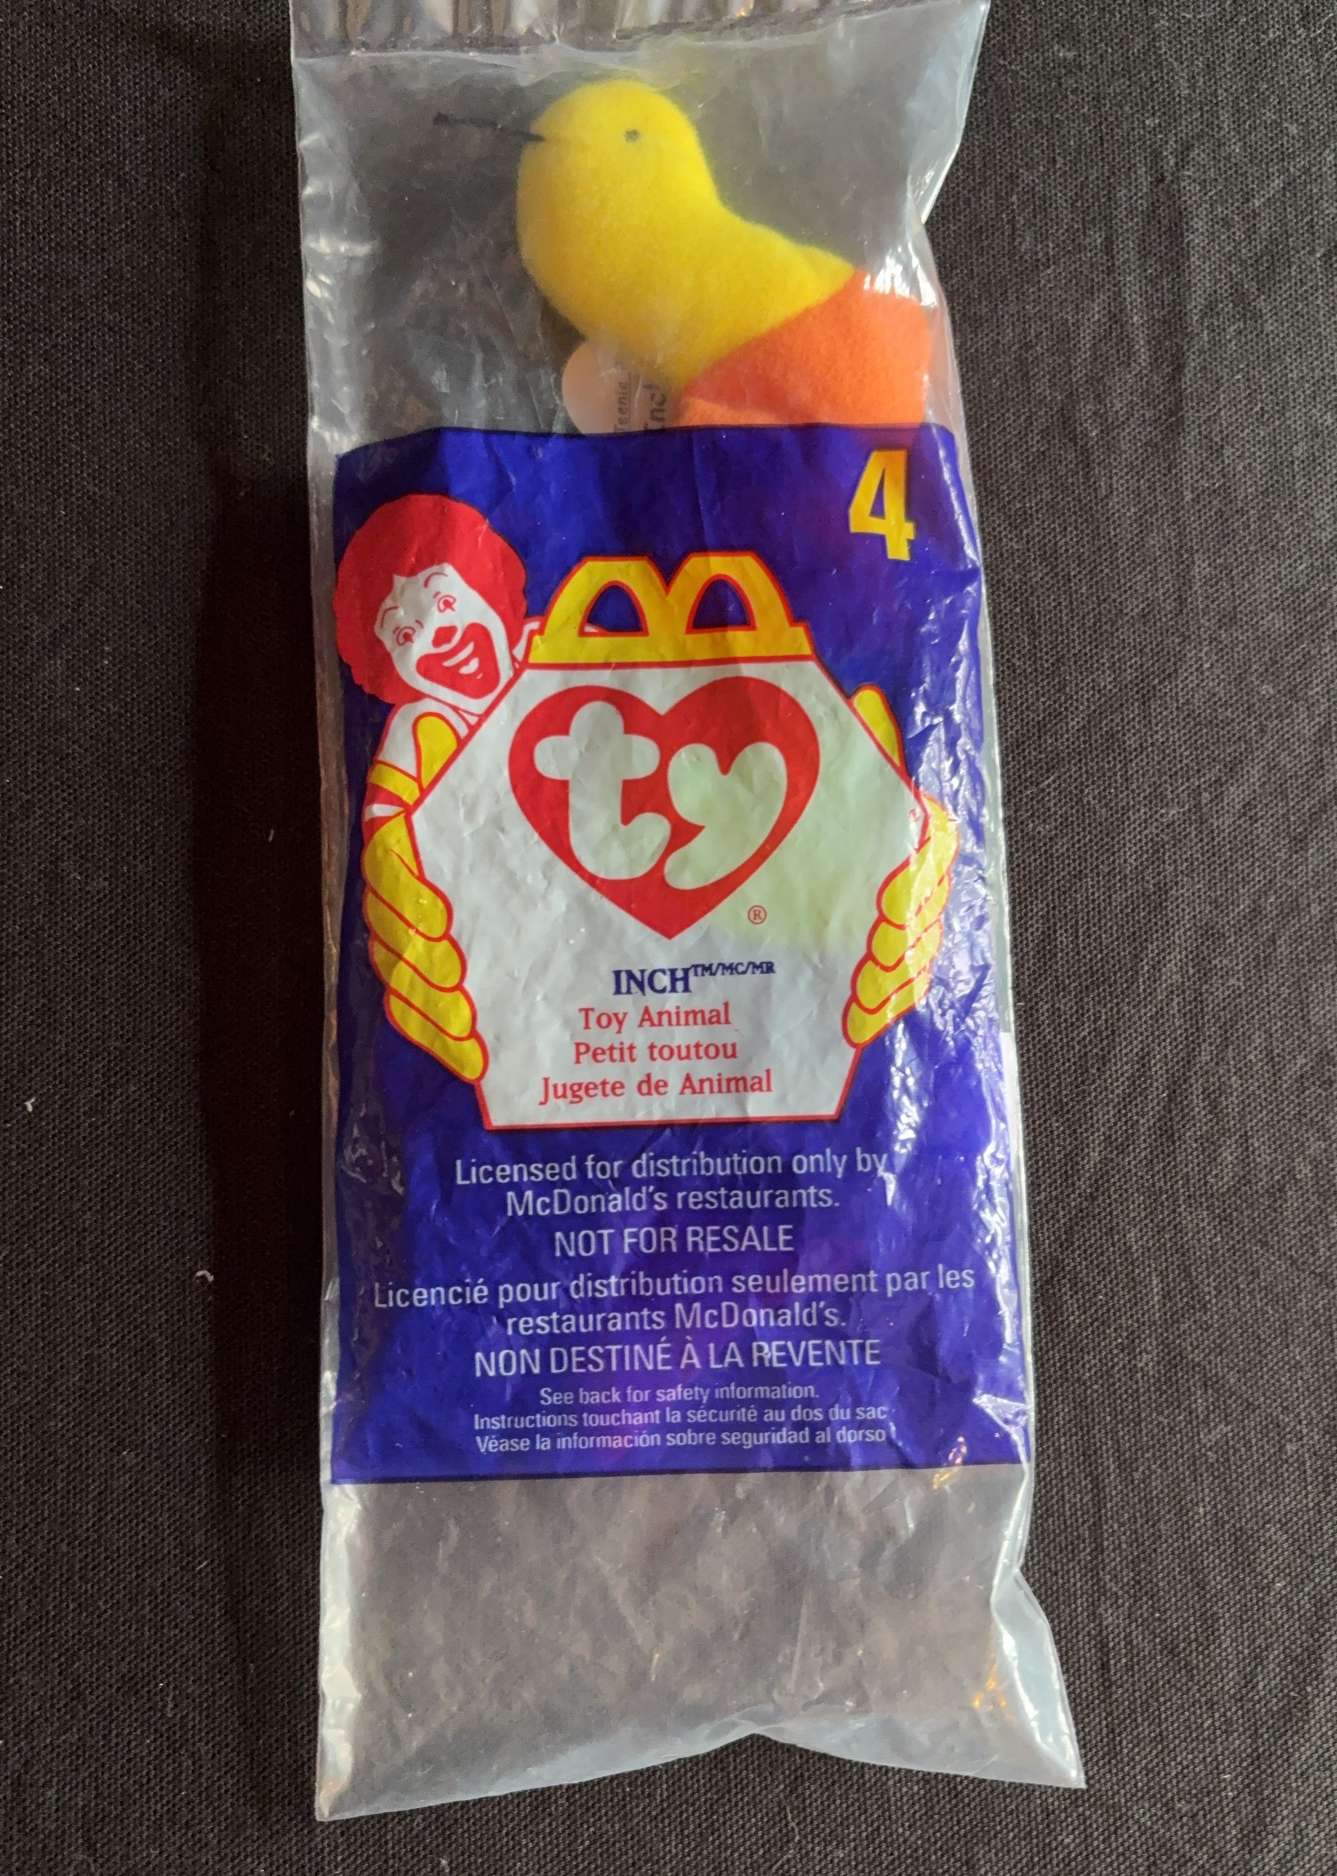 Teenie
Inch
4
ty
®
INCH™/MC/MR
Toy Animal
Petit toutou
Jugete de Animal
Licensed for distribution only by
McDonald's restaurants.
NOT FOR RESALE
Licencié pour distribution seulement par les
restaurants McDonald's.
NON DESTINÉ À LA REVENTE
See back for safety information.
Instructions touchant la sécurité au dos du sac
Véase la información sobre seguridad al dorso